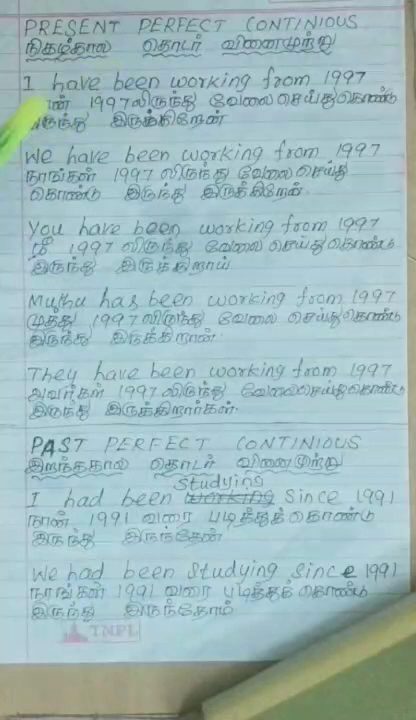 PRESENT PERFECT CONTINIOUS
நிகழ்கால தொடர் வினைமுற்று
I have been working from 1997
நான் 1997லிருந்து வேலை செய்துகொண்டு
இருந்து இருக்கிறேன்
We have been working from 1997
நாங்கள் 1997 லிருந்து வேலை செய்து
கொண்டு இருந்து இருக்கிறேன்.
You have been working from 1997
நீ 1997 லிருந்து வேலை செய்துகொண்டு
இருந்து இருக்கிறாய்
Muthu has been working from 1997
முத்து 1997 லிருந்து வேலை செய்துகொண்டு
இருந்து இருக்கிறான்.
They have been working from 1997
அவர்கள் 1997 லிருந்து வேலைசெய்துகொண்டு
இருந்து இருக்கிறார்கள்.
PAST PERFECT CONTINIOUS
இறந்தகால தொடர் வினைமுற்று
studying
I had been working since 1991
நான் 1991 வரை படித்துக்கொண்டு
இருந்து இருந்தேன்
We had been studying since 1991
நாங்கள் 1991 வரை படித்துக்கொண்டு
இருந்து இருந்தோம்
TNPL